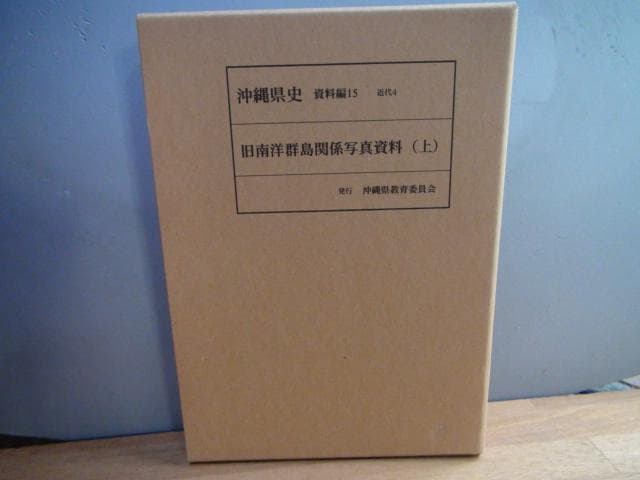 沖縄県史 資料編15 近代4
旧南洋群島関係写真資料（上）
発行 沖縄県教育委員会